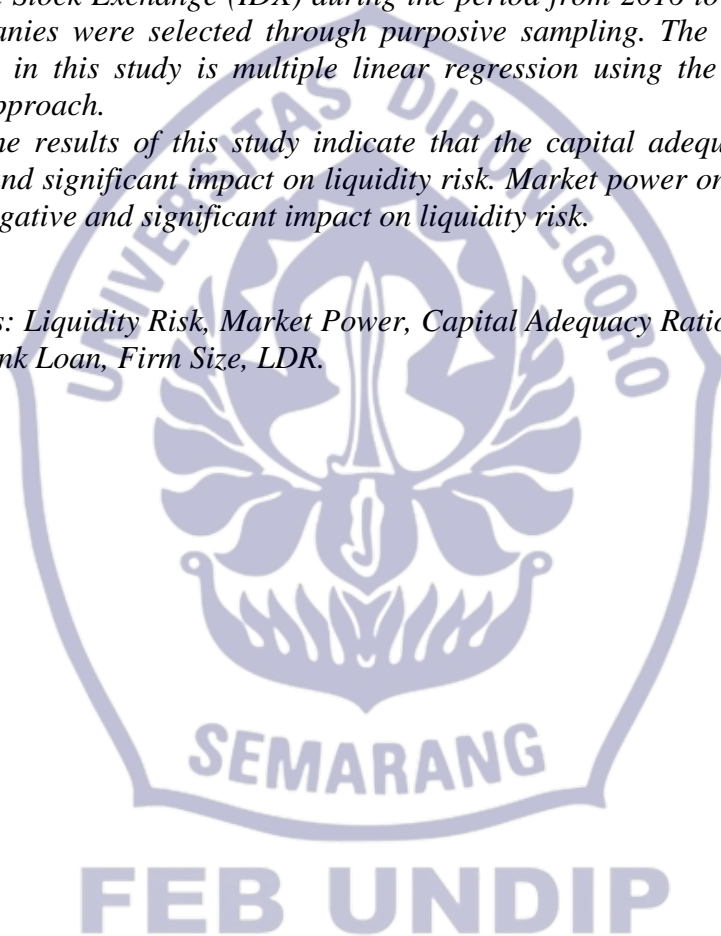 Stock Exchange (IDX) during the period from 2016 to
anies were selected through purposive sampling. The
in this study is multiple linear regression using the
pproach.
he results of this study indicate that the capital adequ
nd significant impact on liquidity risk. Market power or
gative and significant impact on liquidity risk.
s: Liquidity Risk, Market Power, Capital Adequacy Ratio
nk Loan, Firm Size, LDR.
UNIVERSITAS DIPONEGORO
SEMARANG
FEB UNDIP